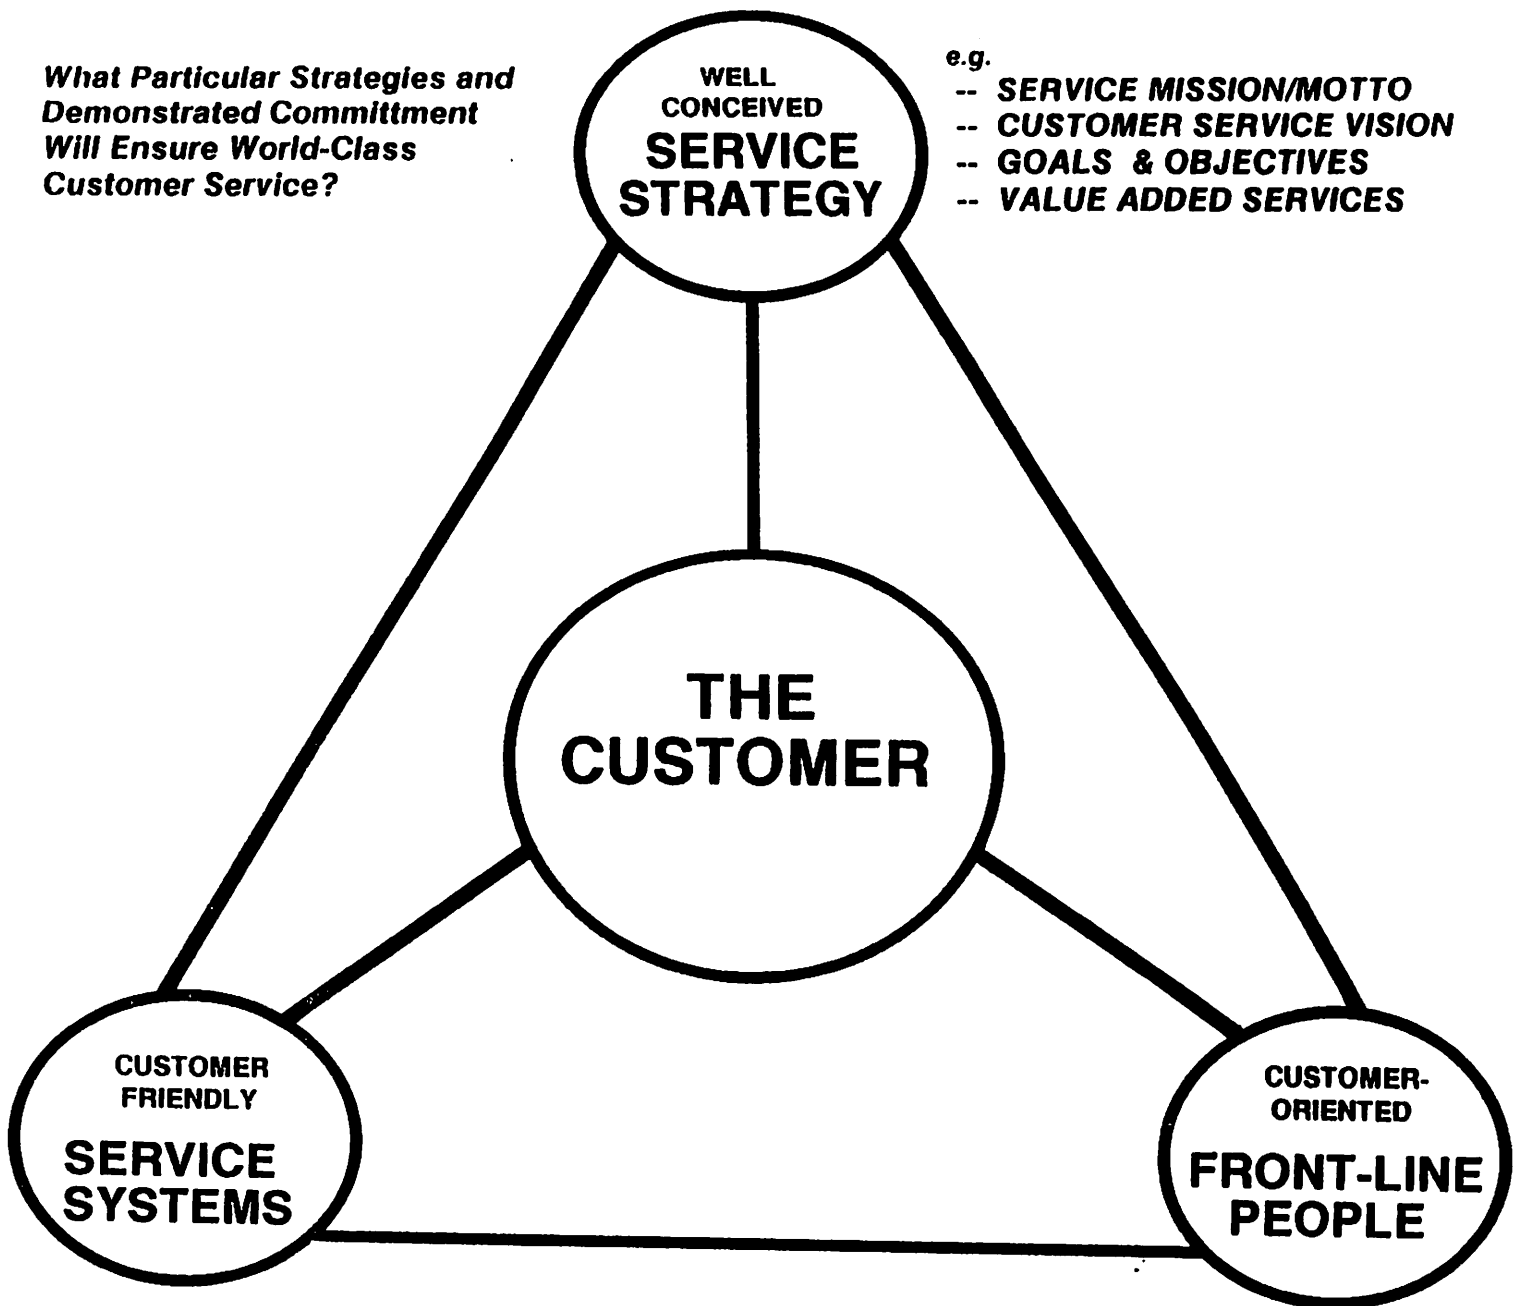 What Particular Strategies and
Demonstrated Committment
Will Ensure World-Class
Customer Service?
WELL
CONCEIVED
SERVICE
STRATEGY
e.g.
-- SERVICE MISSION/MOTTO
-- CUSTOMER SERVICE VISION
-- GOALS & OBJECTIVES
-- VALUE ADDED SERVICES
THE
CUSTOMER
CUSTOMER
FRIENDLY
SERVICE
SYSTEMS
CUSTOMER-
ORIENTED
FRONT-LINE
PEOPLE